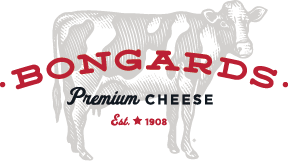 · BONGARDS ·
Premium CHEESE
Est. ★ 1908